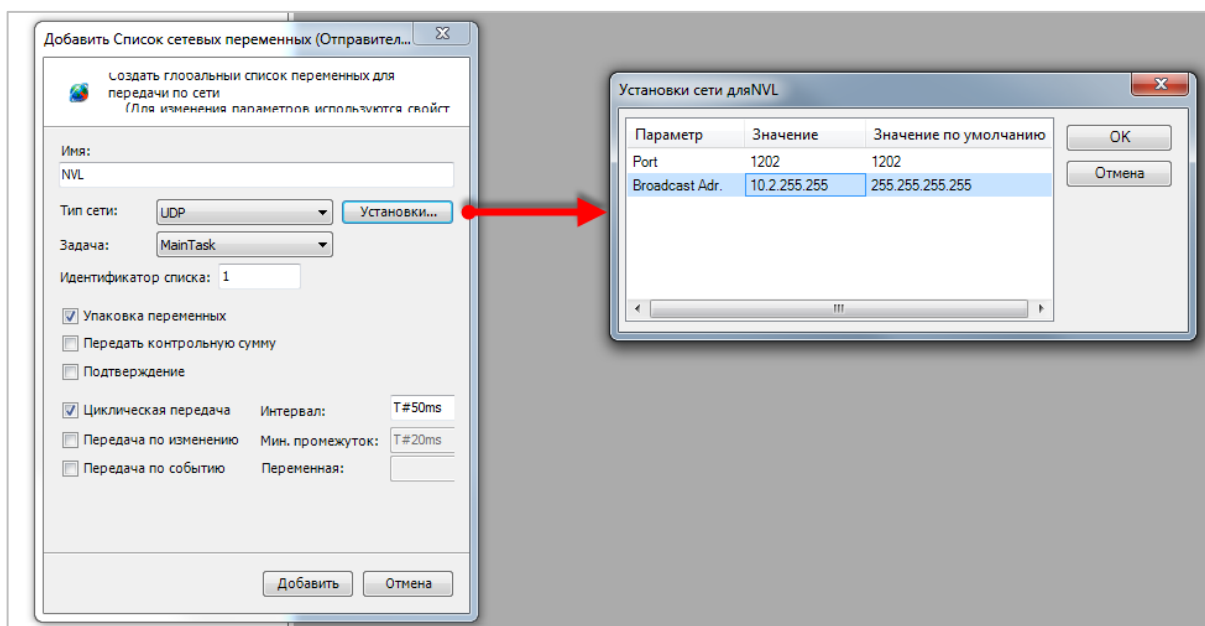 Добавить Список сетевых переменных (Отправител...
Создать глобальный список переменных для
передачи по сети
(Для изменения параметров используются свойст
Имя:
NVL
Тип сети: UDP Установки...
Задача: MainTask
Идентификатор списка: 1
Упаковка переменных
Передать контрольную сумму
Подтверждение
Циклическая передача Интервал: T#50ms
Передача по изменению Мин. промежуток: T#20ms
Передача по событию Переменная:
Добавить Отмена
Установки сети дляNVL
Параметр Значение Значение по умолчанию OK
Port 1202 1202
Отмена
Broadcast Adr. 10.2.255.255 255.255.255.255